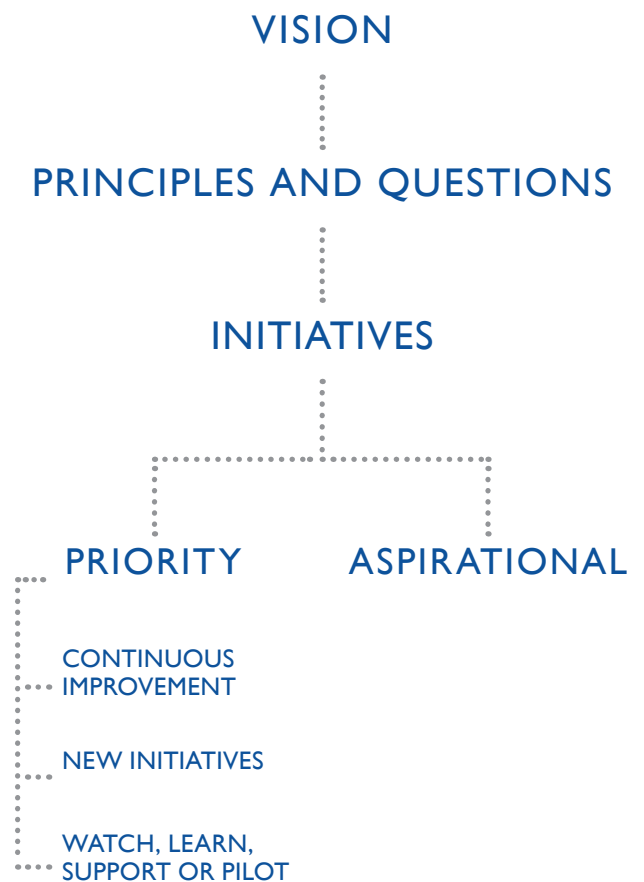 VISION
PRINCIPLES AND QUESTIONS
INITIATIVES
PRIORITY
ASPIRATIONAL
CONTINUOUS
IMPROVEMENT
NEW INITIATIVES
WATCH, LEARN,
SUPPORT OR PILOT